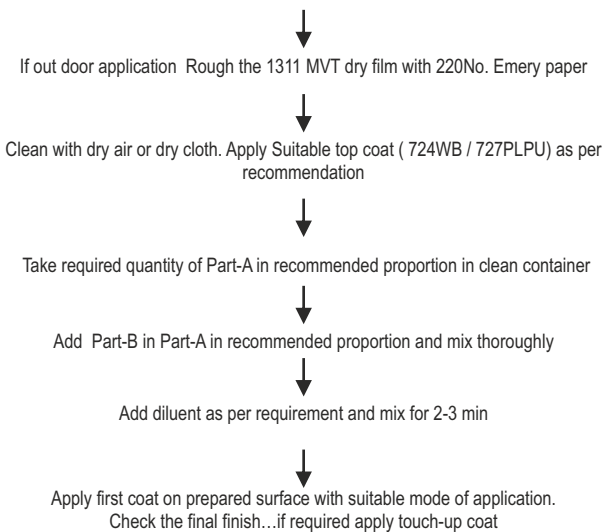 If out door application Rough the 1311 MVT dry film with 220No. Emery paper
Clean with dry air or dry cloth. Apply Suitable top coat ( 724WB / 727PLPU) as per
recommendation
Take required quantity of Part-A in recommended proportion in clean container
Add Part-B in Part-A in recommended proportion and mix thoroughly
Add diluent as per requirement and mix for 2-3 min
Apply first coat on prepared surface with suitable mode of application.
Check the final finish...if required apply touch-up coat